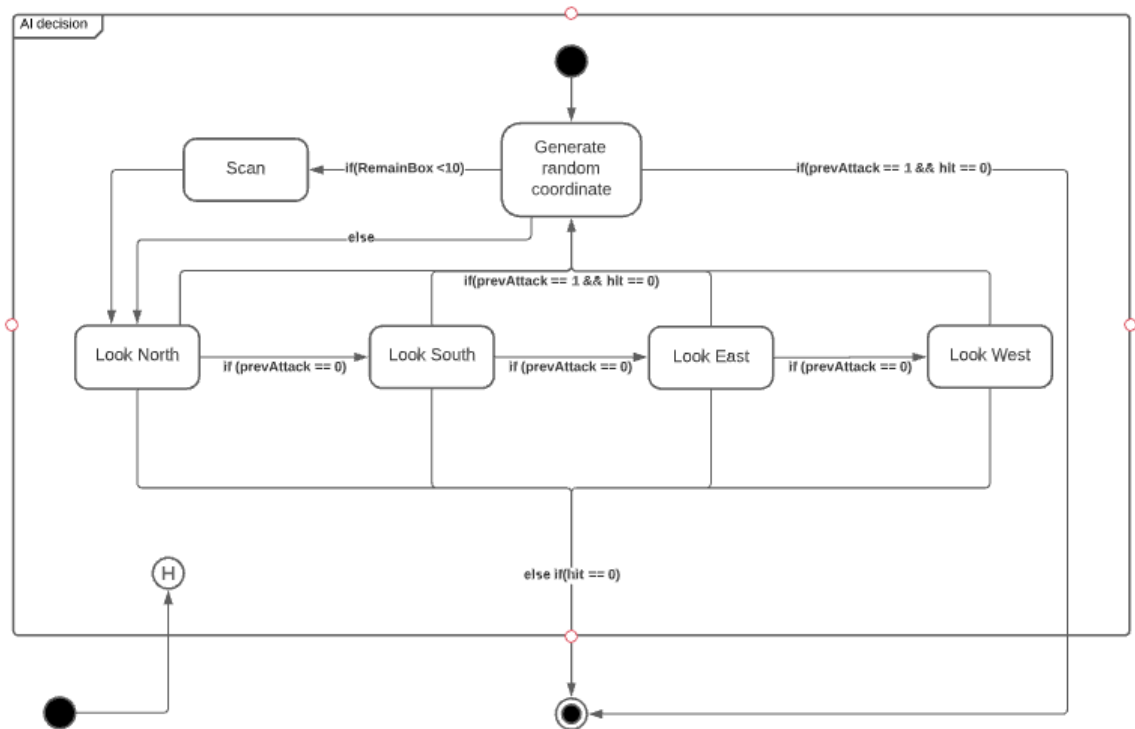 AI decision
Generate
random
coordinate
Scan
if(RemainBox <10)
if(prevAttack == 1 && hit == 0)
else
if(prevAttack == 1 && hit == 0)
Look North
if (prevAttack == 0)
Look South
if (prevAttack == 0)
Look East
if (prevAttack == 0)
Look West
else if(hit == 0)
H